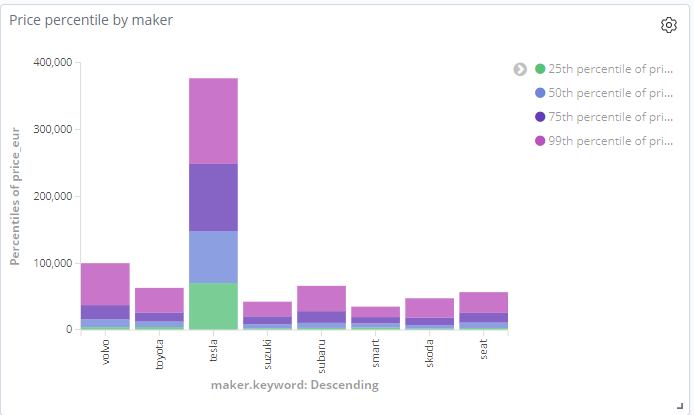 Price percentile by maker
400,000
300,000
200,000
100,000
0
Percentiles of price_eur
volvo
toyota
tesla
suzuki
subaru
smart
skoda
seat
maker.keyword: Descending
25th percentile of pri...
50th percentile of pri...
75th percentile of pri...
99th percentile of pri...